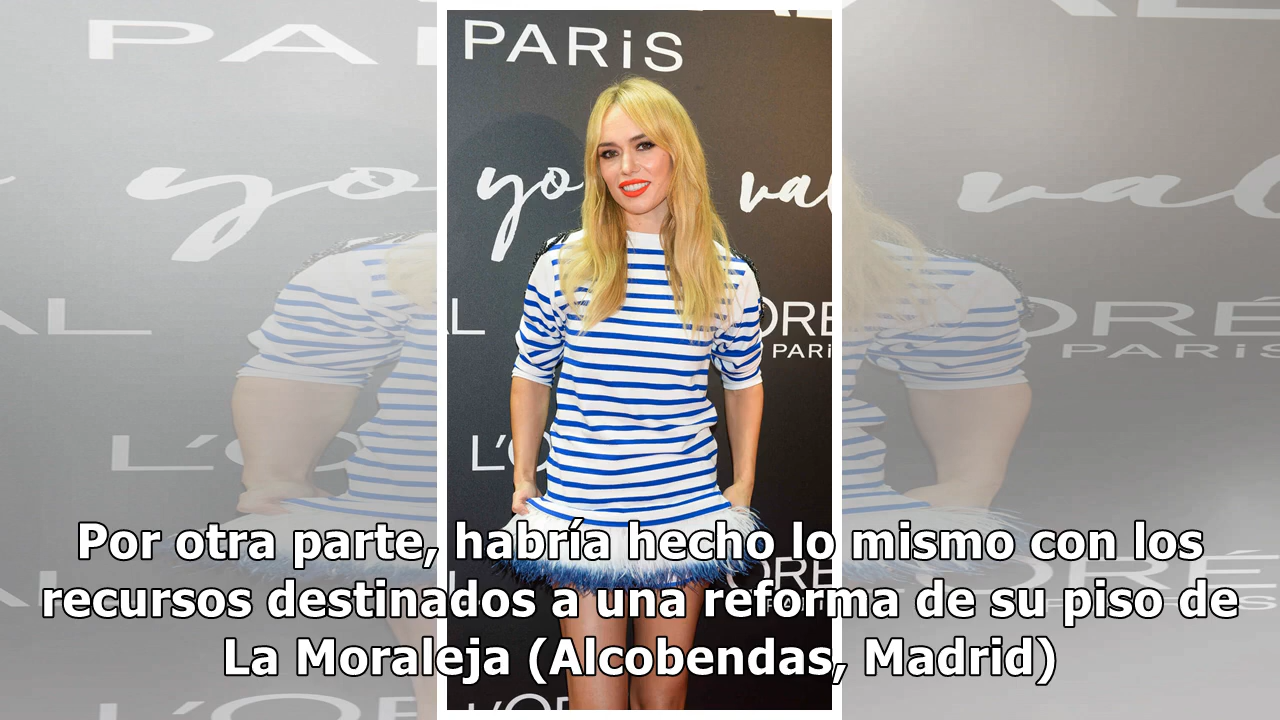 PARiS
yo
L'ORÉ
PARiS
L'O
Por otra parte, habría hecho lo mismo con los
recursos destinados a una reforma de su piso de
La Moraleja (Alcobendas, Madrid)